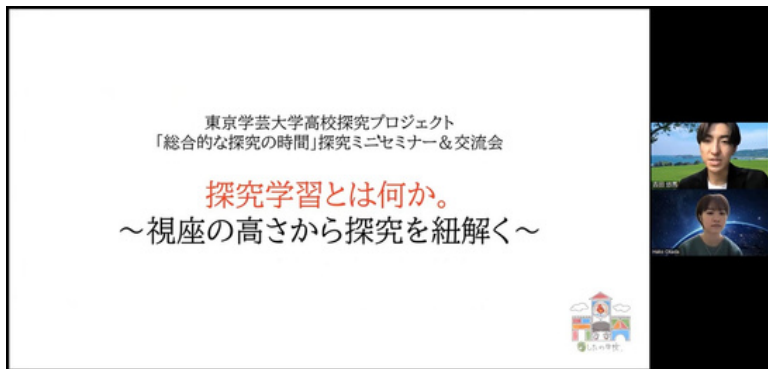 東京学芸大学高校探究プロジェクト
「総合的な探究の時間」探究ミニセミナー＆交流会
探究学習とは何か。
〜視座の高さから探究を紐解く〜